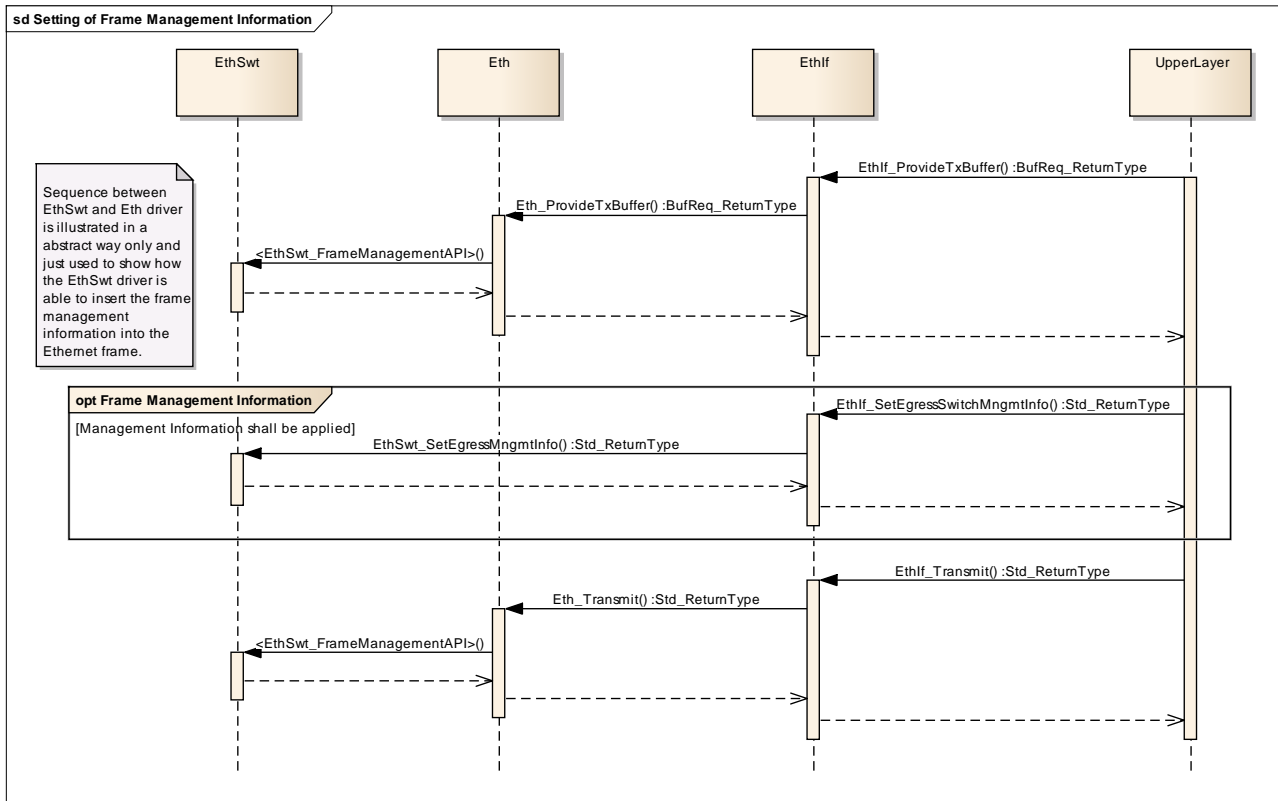 sd Setting of Frame Management Information
EthSwt
Eth
EthIf
UpperLayer
EthIf_ProvideTxBuffer() :BufReq_ReturnType
Sequence between
EthSwt and Eth driver
is illustrated in a
abstract way only and
just used to show how
the EthSwt driver is
able to insert the frame
management
information into the
Ethernet frame.
Eth_ProvideTxBuffer() :BufReq_ReturnType
<EthSwt_FrameManagementAPI>()
opt Frame Management Information
[Management Information shall be applied]
EthIf_SetEgressSwitchMngmtInfo() :Std_ReturnType
EthSwt_SetEgressMngmtInfo() :Std_ReturnType
EthIf_Transmit() :Std_ReturnType
Eth_Transmit() :Std_ReturnType
<EthSwt_FrameManagementAPI>()